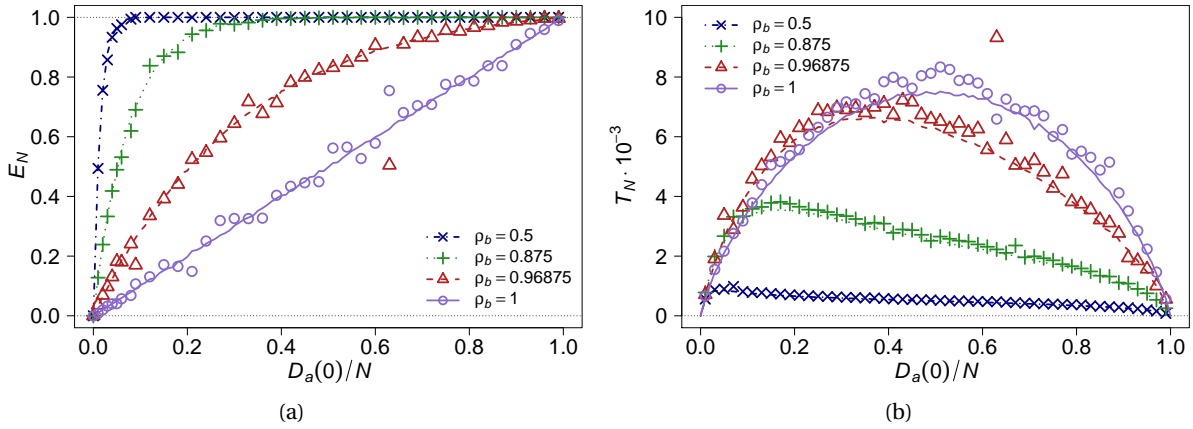 1.0
0.8
0.6
0.4
0.2
0.0
E_N
ρ_b = 0.5
ρ_b = 0.875
ρ_b = 0.96875
ρ_b = 1
0.0 0.2 0.4 0.6 0.8 1.0
D_a(0)/N
(a)
10
8
6
4
2
0
T_N · 10^{-3}
ρ_b = 0.5
ρ_b = 0.875
ρ_b = 0.96875
ρ_b = 1
0.0 0.2 0.4 0.6 0.8 1.0
D_a(0)/N
(b)